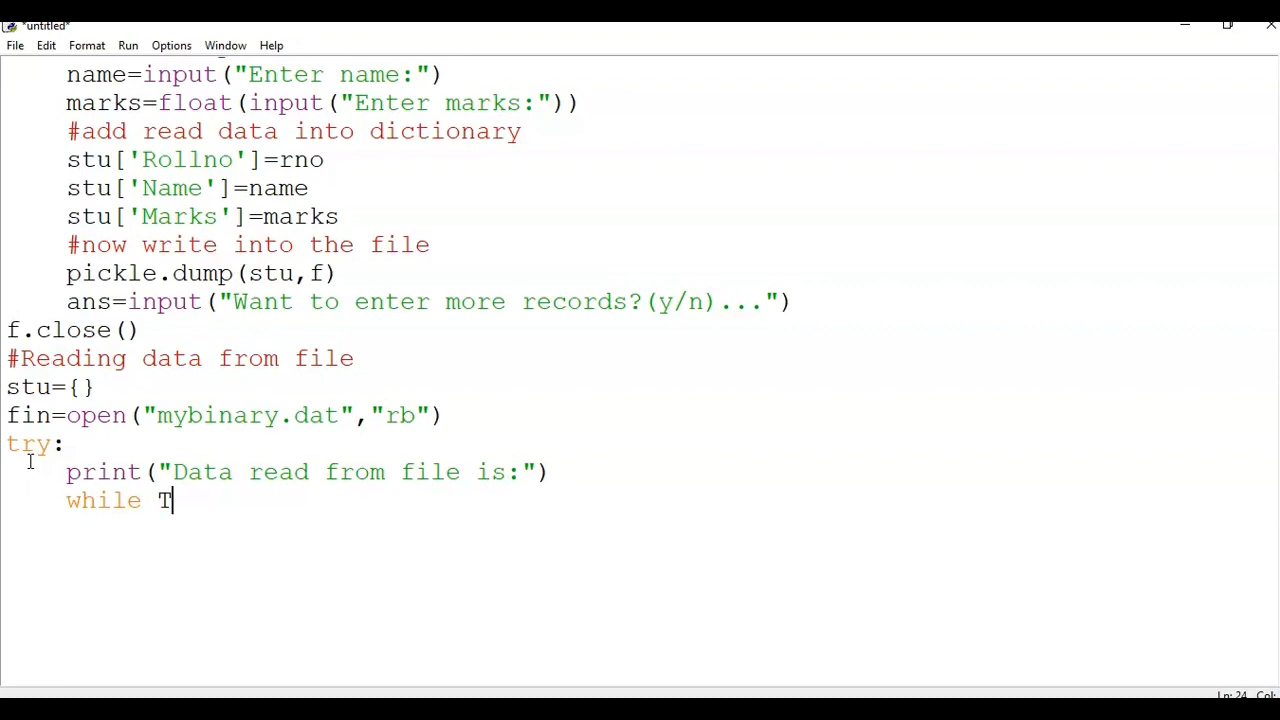 *untitled*
File Edit Format Run Options Window Help
    name=input("Enter name:")
    marks=float(input("Enter marks:"))
    #add read data into dictionary
    stu['Rollno']=rno
    stu['Name']=name
    stu['Marks']=marks
    #now write into the file
    pickle.dump(stu,f)
    ans=input("Want to enter more records?(y/n)...")
f.close()
#Reading data from file
stu={}
fin=open("mybinary.dat","rb")
try:
    print("Data read from file is:")
    while T
Ln: 24 Col: